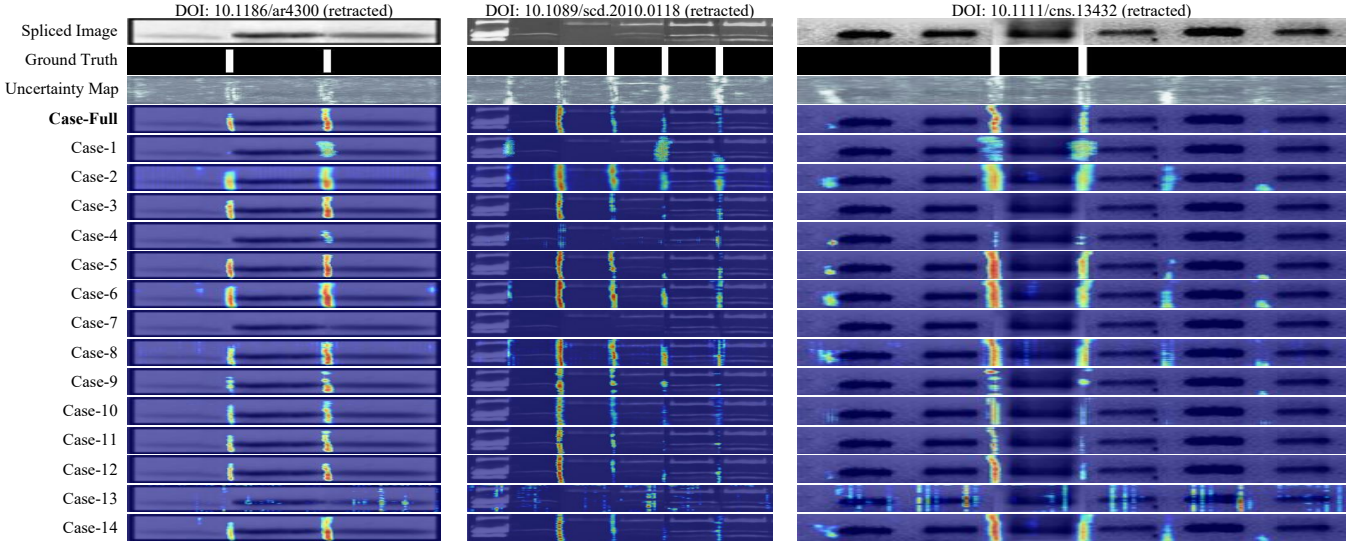 DOI: 10.1186/ar4300 (retracted) DOI: 10.1089/scd.2010.0118 (retracted) DOI: 10.1111/cns.13432 (retracted)
Spliced Image
Ground Truth
Uncertainty Map
Case-Full
Case-1
Case-2
Case-3
Case-4
Case-5
Case-6
Case-7
Case-8
Case-9
Case-10
Case-11
Case-12
Case-13
Case-14